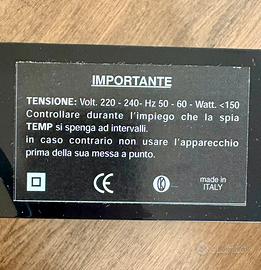 IMPORTANTE
TENSIONE: Volt. 220 - 240- Hz 50 - 60 - Watt. <150
Controllare durante l'impiego che la spia
TEMP si spenga ad intervalli.
in caso contrario non usare l'apparecchio
prima della sua messa a punto.
CE
made in
ITALY